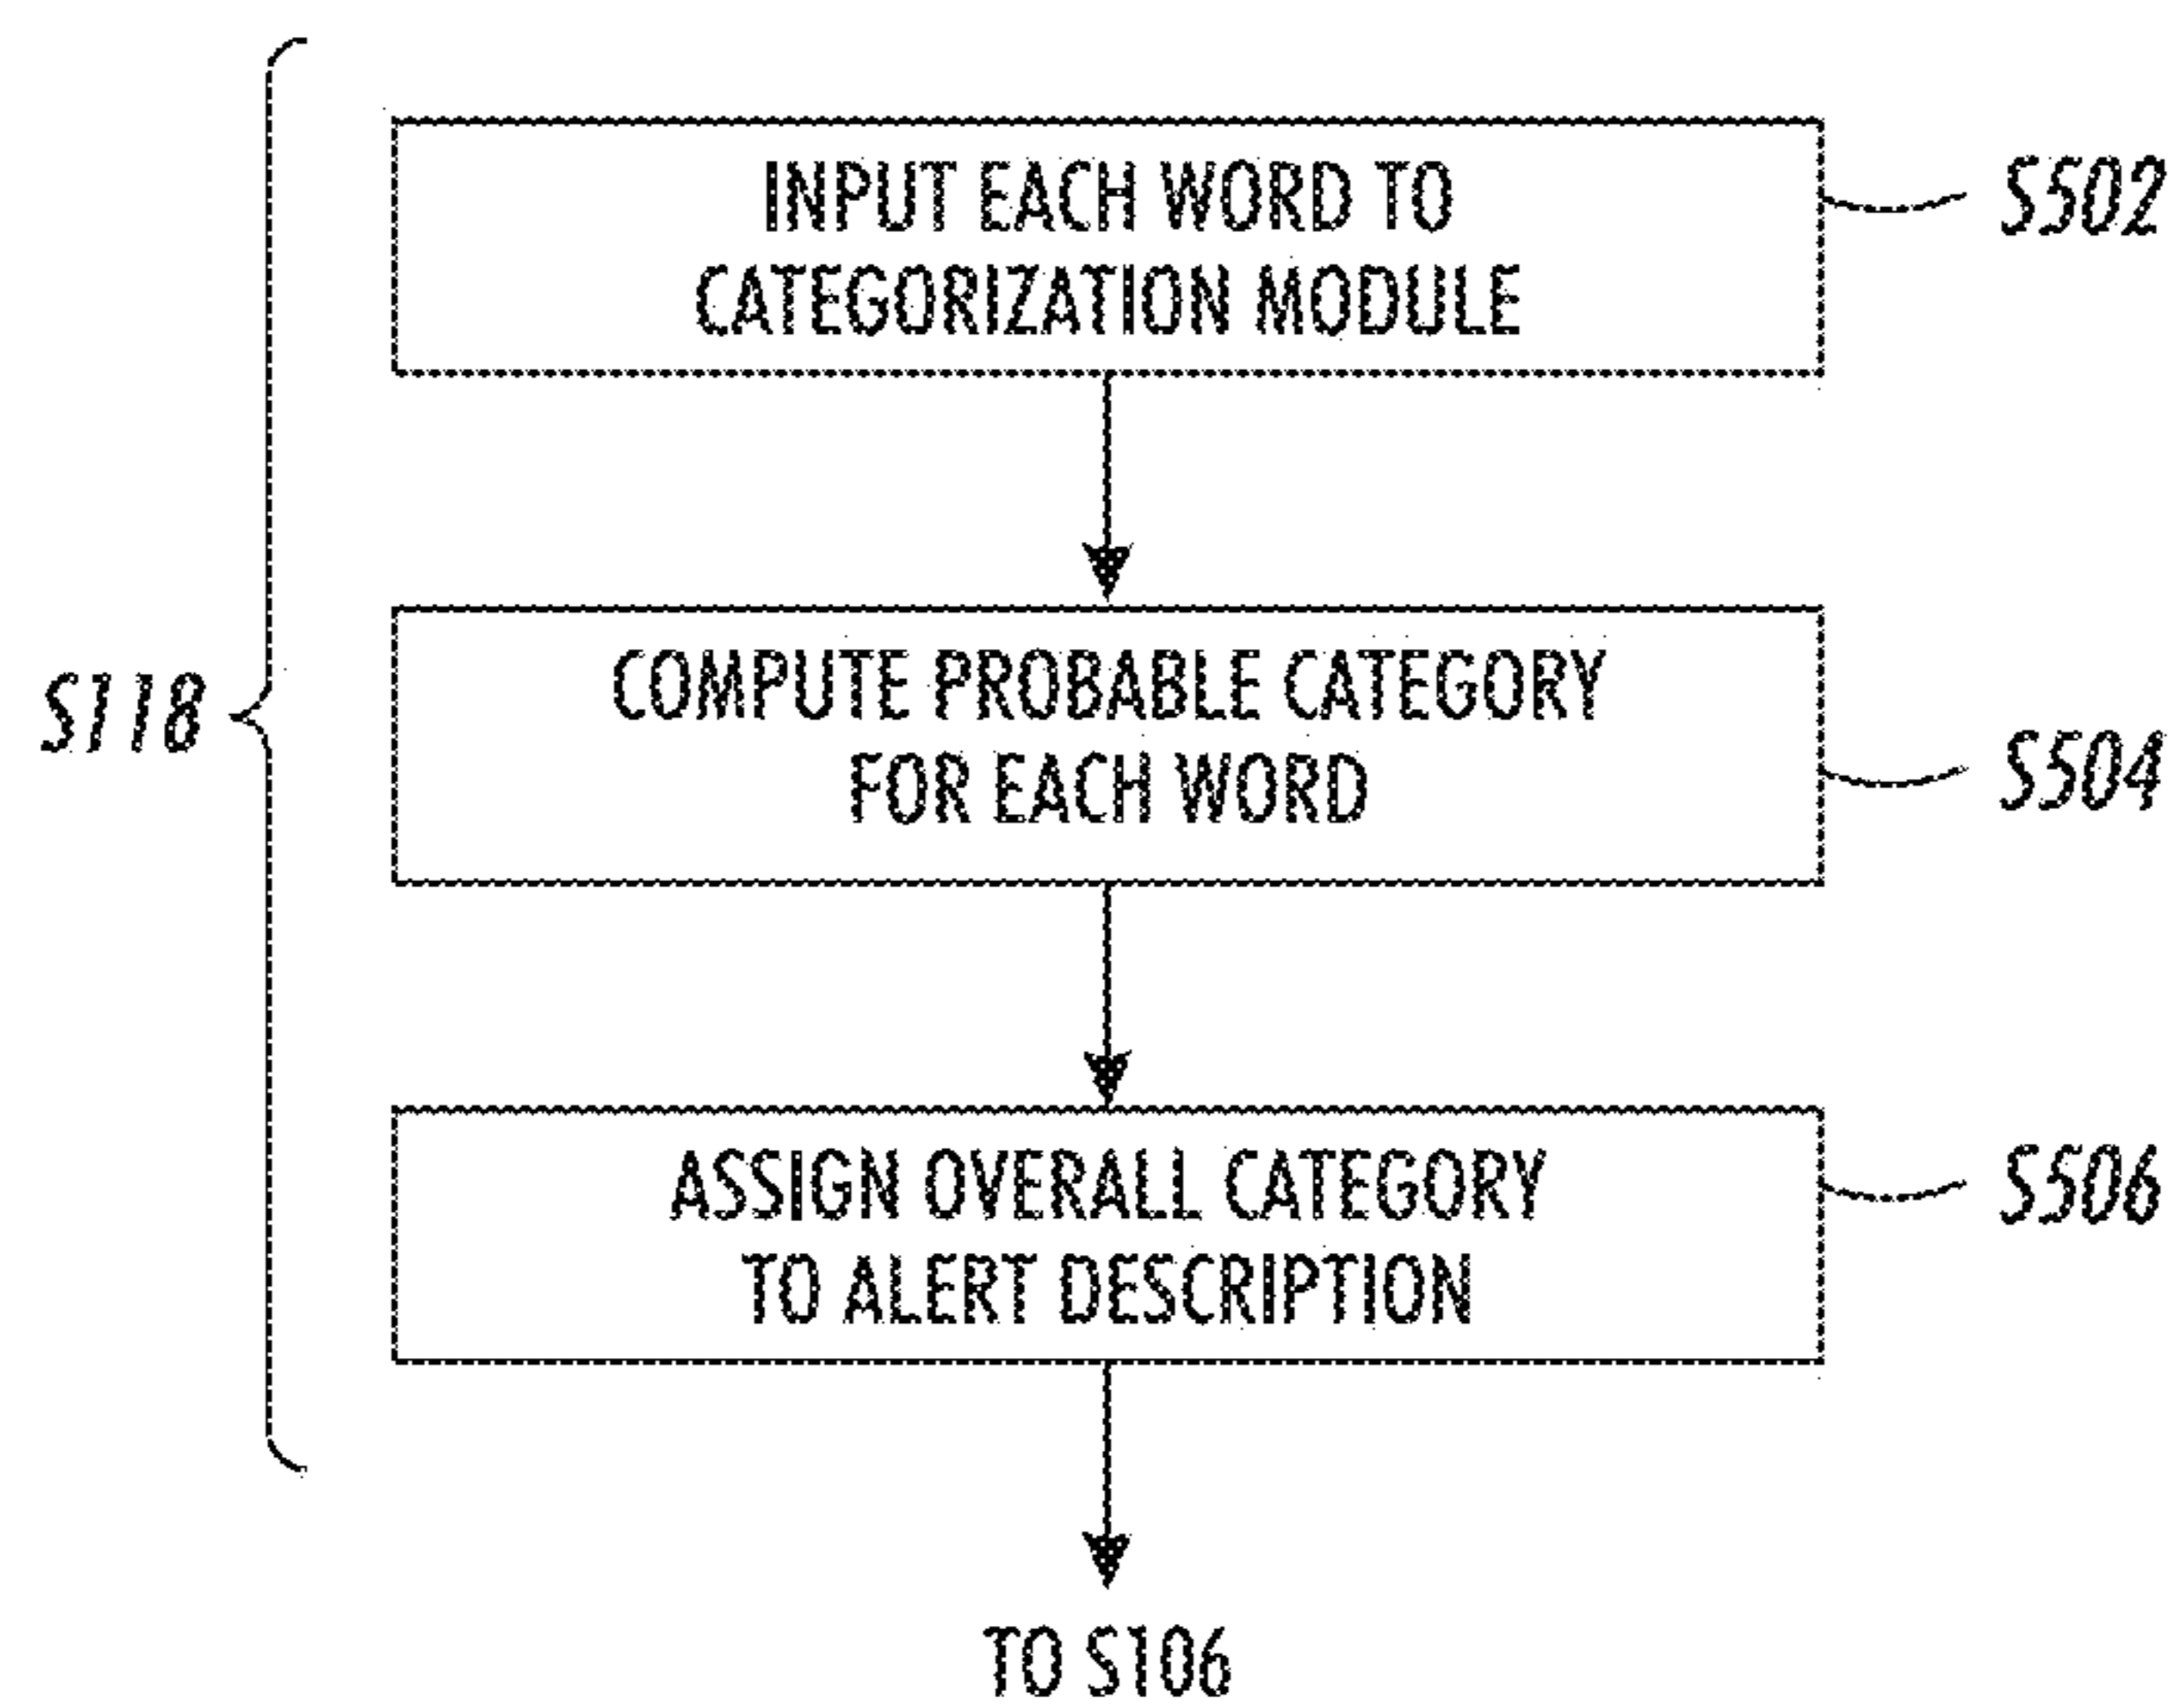 INPUT EACH WORD TO
CATEGORIZATION MODULE
S502
COMPUTE PROBABLE CATEGORY
FOR EACH WORD
S504
S118
ASSIGN OVERALL CATEGORY
TO ALERT DESCRIPTION
S506
TO S106